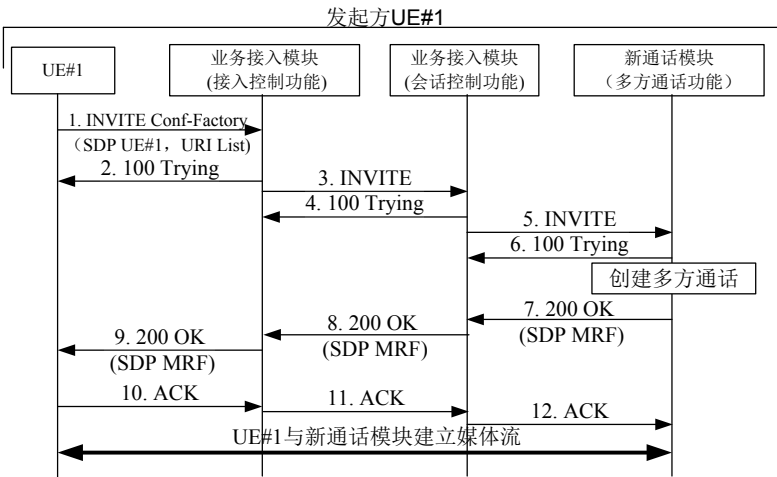 发起方UE#1
UE#1
业务接入模块
(接入控制功能)
业务接入模块
(会话控制功能)
新通话模块
（多方通话功能）
1. INVITE Conf-Factory
（SDP UE#1，URI List)
2. 100 Trying
3. INVITE
4. 100 Trying
5. INVITE
6. 100 Trying
创建多方通话
7. 200 OK
(SDP MRF)
8. 200 OK
(SDP MRF)
9. 200 OK
(SDP MRF)
10. ACK
11. ACK
12. ACK
UE#1与新通话模块建立媒体流